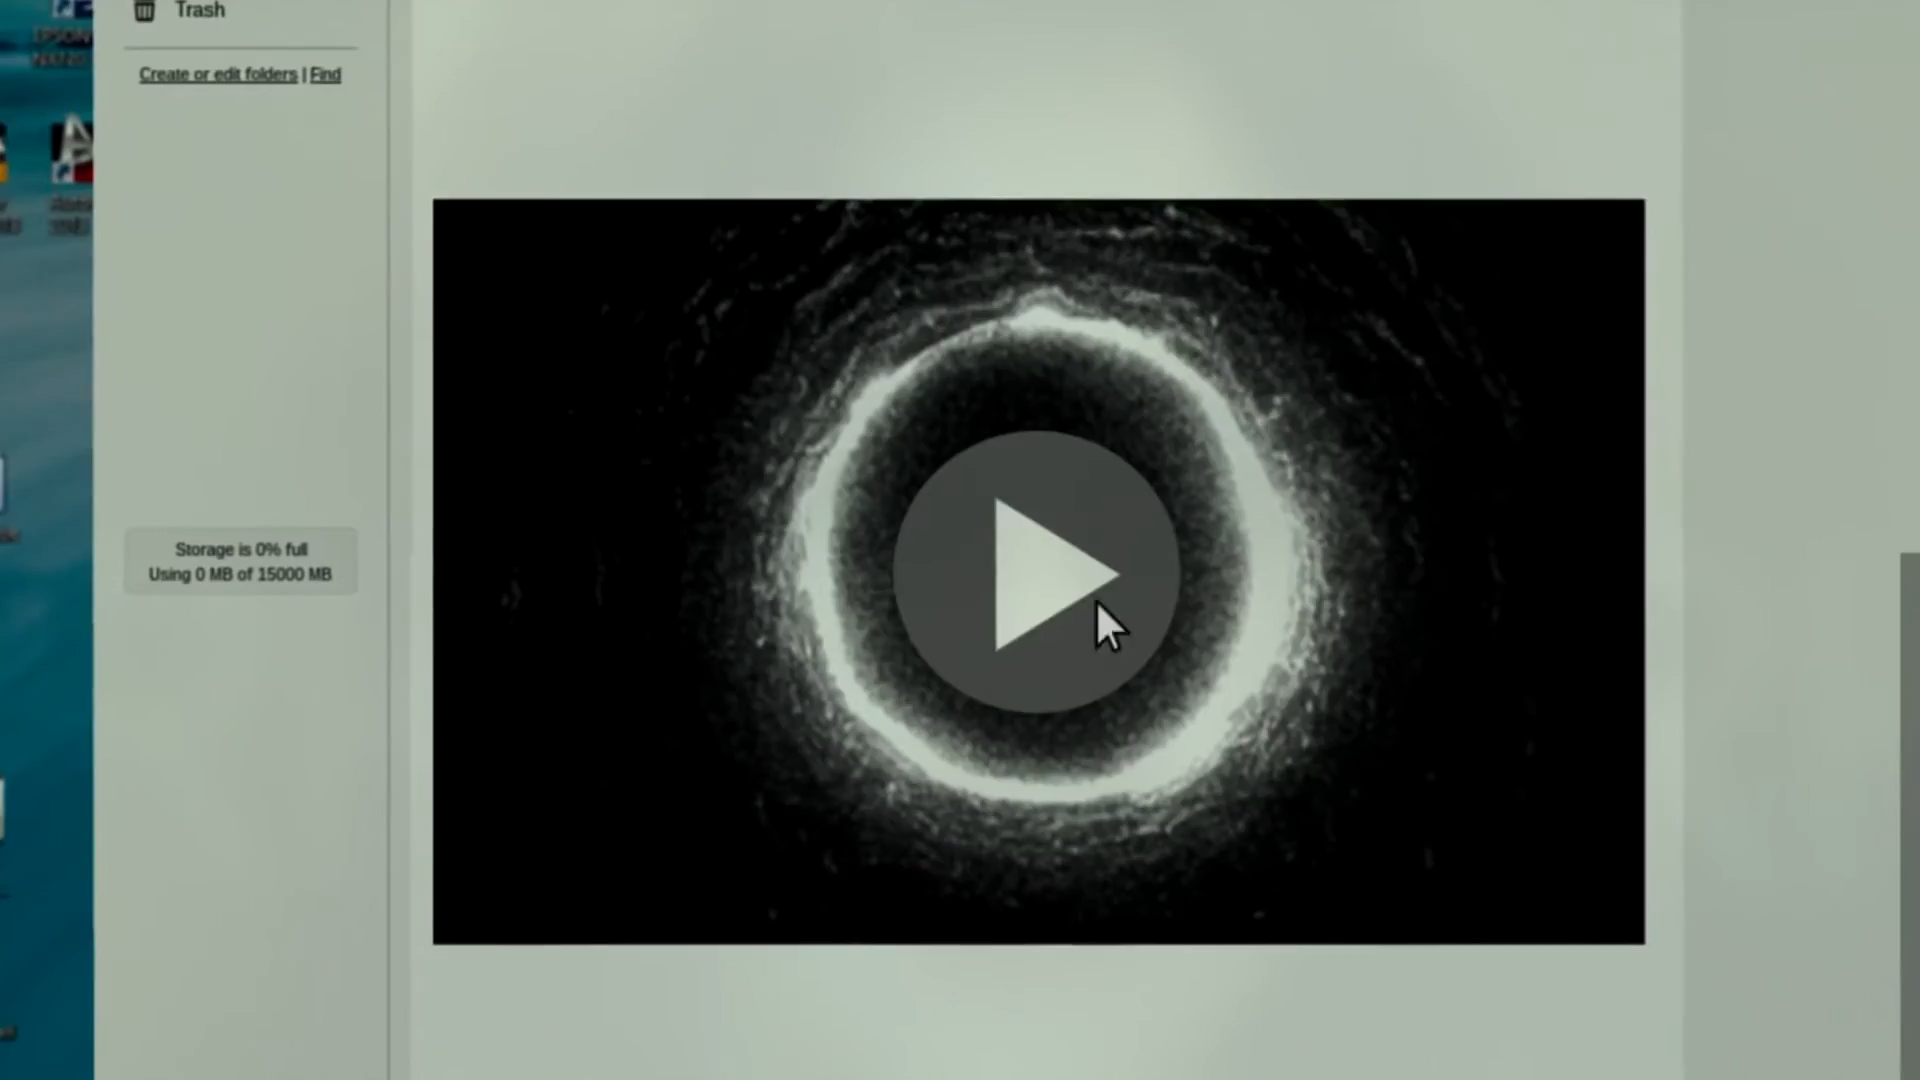 Trash
Create or edit folders | Find
Storage is 0% full
Using 0 MB of 15000 MB